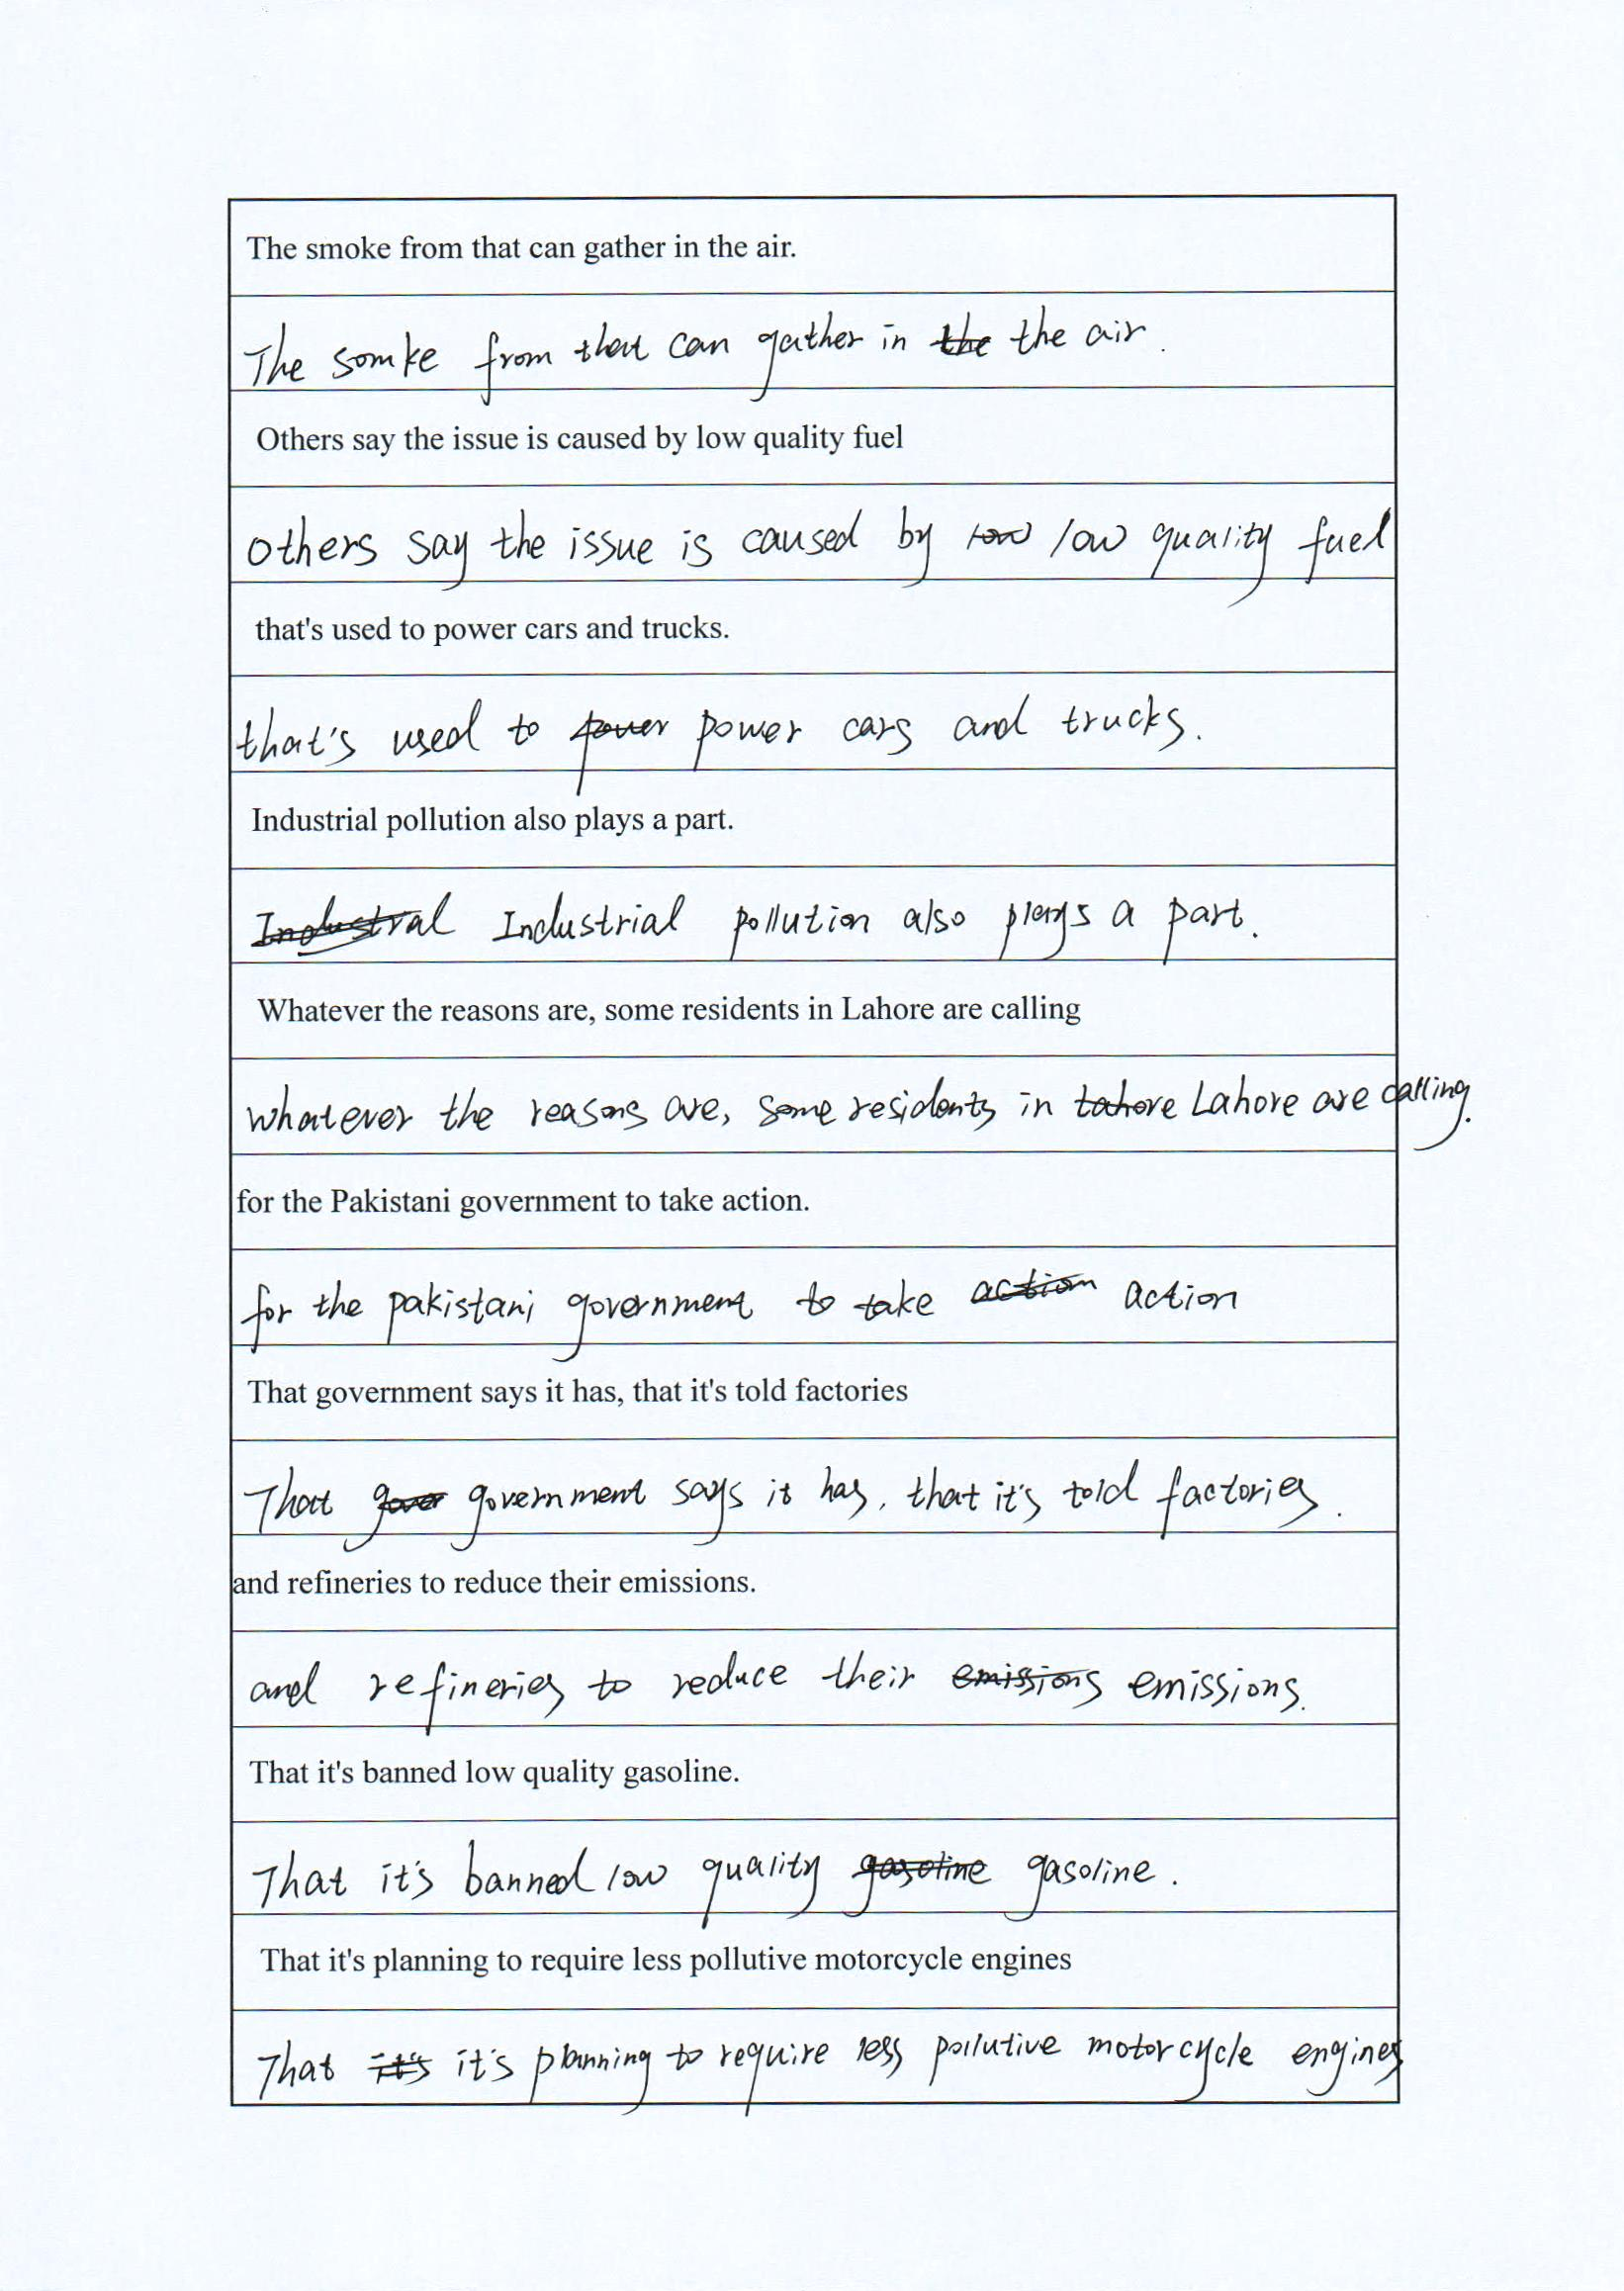 The smoke from that can gather in the air.
The somke from that can gather in the the air.
Others say the issue is caused by low quality fuel
others say the issue is caused by low low quality fuel
that's used to power cars and trucks.
that's used to power power cars and trucks.
Industrial pollution also plays a part.
Industral Industrial pollution also plays a part.
Whatever the reasons are, some residents in Lahore are calling
whatever the reasons are, some residents in Lahore Lahore are calling.
for the Pakistani government to take action.
for the pakistani government to take action action
That government says it has, that it's told factories
That gover government says it has, that it's told factories.
and refineries to reduce their emissions.
and refineries to reduce their emissions emissions.
That it's banned low quality gasoline.
That it's banned low quality gasoline gasoline.
That it's planning to require less pollutive motorcycle engines
That it's it's planning to require less pollutive motorcycle engines